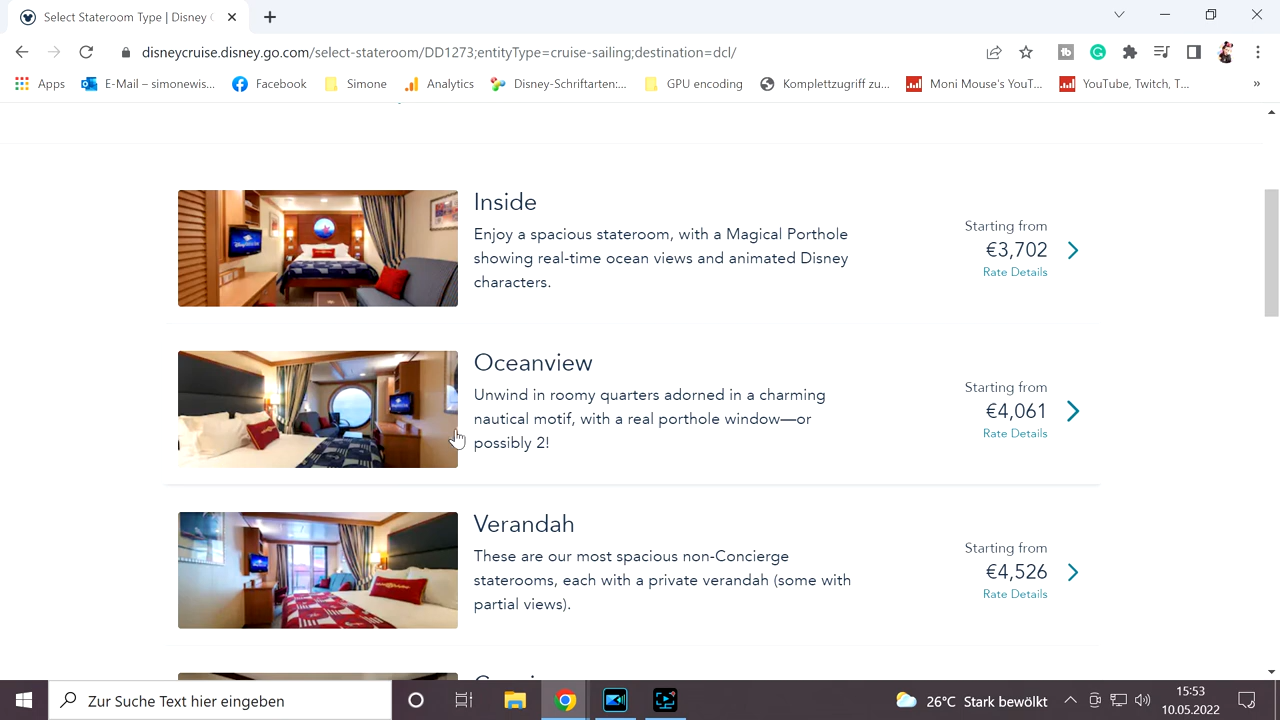 Select Stateroom Type | Disney C
disneycruise.disney.go.com/select-stateroom/DD1273;entityType=cruise-sailing;destination=dcl/
Apps E-Mail – simonewis... Facebook Simone Analytics Disney-Schriftarten:... GPU encoding Komplettzugriff zu... Moni Mouse's YouT... YouTube, Twitch, T... »
Inside
Enjoy a spacious stateroom, with a Magical Porthole
showing real-time ocean views and animated Disney
characters.
Starting from
€3,702
Rate Details
Oceanview
Unwind in roomy quarters adorned in a charming
nautical motif, with a real porthole window—or
possibly 2!
Starting from
€4,061
Rate Details
Verandah
These are our most spacious non-Concierge
staterooms, each with a private verandah (some with
partial views).
Starting from
€4,526
Rate Details
Zur Suche Text hier eingeben
26°C Stark bewölkt
15:53
10.05.2022